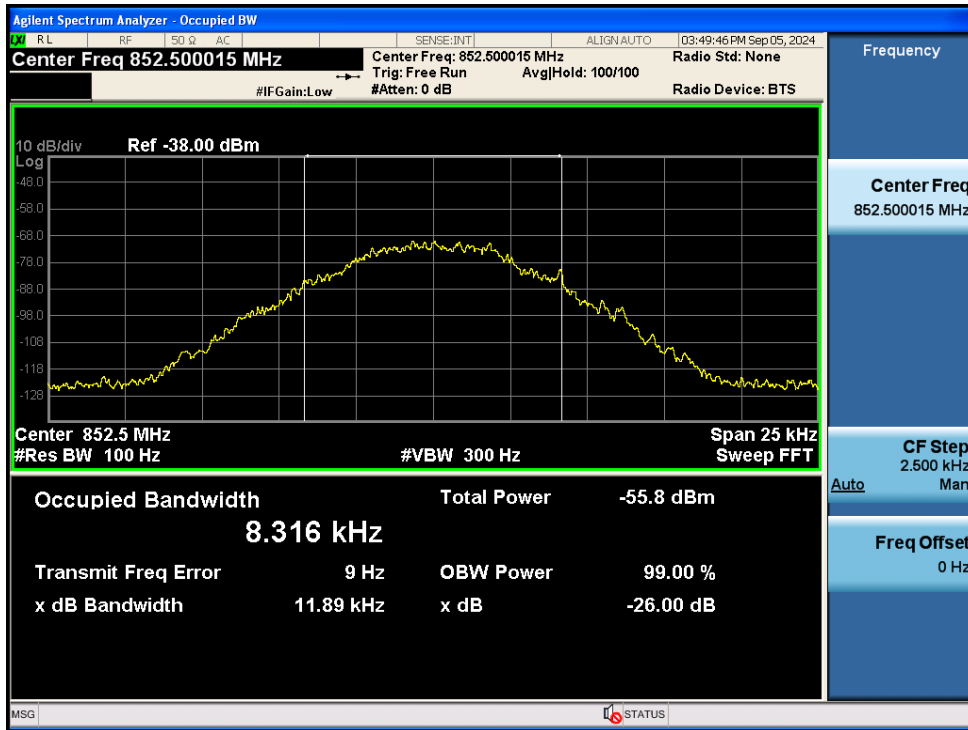 Agilent Spectrum Analyzer - Occupied BW
LXI RL RF 50 Ω AC SENSE:INT ALIGN AUTO 03:49:46 PM Sep 05, 2024
Center Freq 852.500015 MHz Center Freq: 852.500015 MHz Radio Std: None
Trig: Free Run Avg|Hold: 100/100
#IFGain:Low #Atten: 0 dB Radio Device: BTS
10 dB/div Ref -38.00 dBm
Log
-48.0
-58.0
-68.0
-78.0
-88.0
-98.0
-108
-118
-128
Center 852.5 MHz Span 25 kHz
#Res BW 100 Hz #VBW 300 Hz Sweep FFT
Occupied Bandwidth Total Power -55.8 dBm
8.316 kHz
Transmit Freq Error 9 Hz OBW Power 99.00 %
x dB Bandwidth 11.89 kHz x dB -26.00 dB
Frequency
Center Freq
852.500015 MHz
CF Step
2.500 kHz
Auto Man
Freq Offset
0 Hz
MSG STATUS